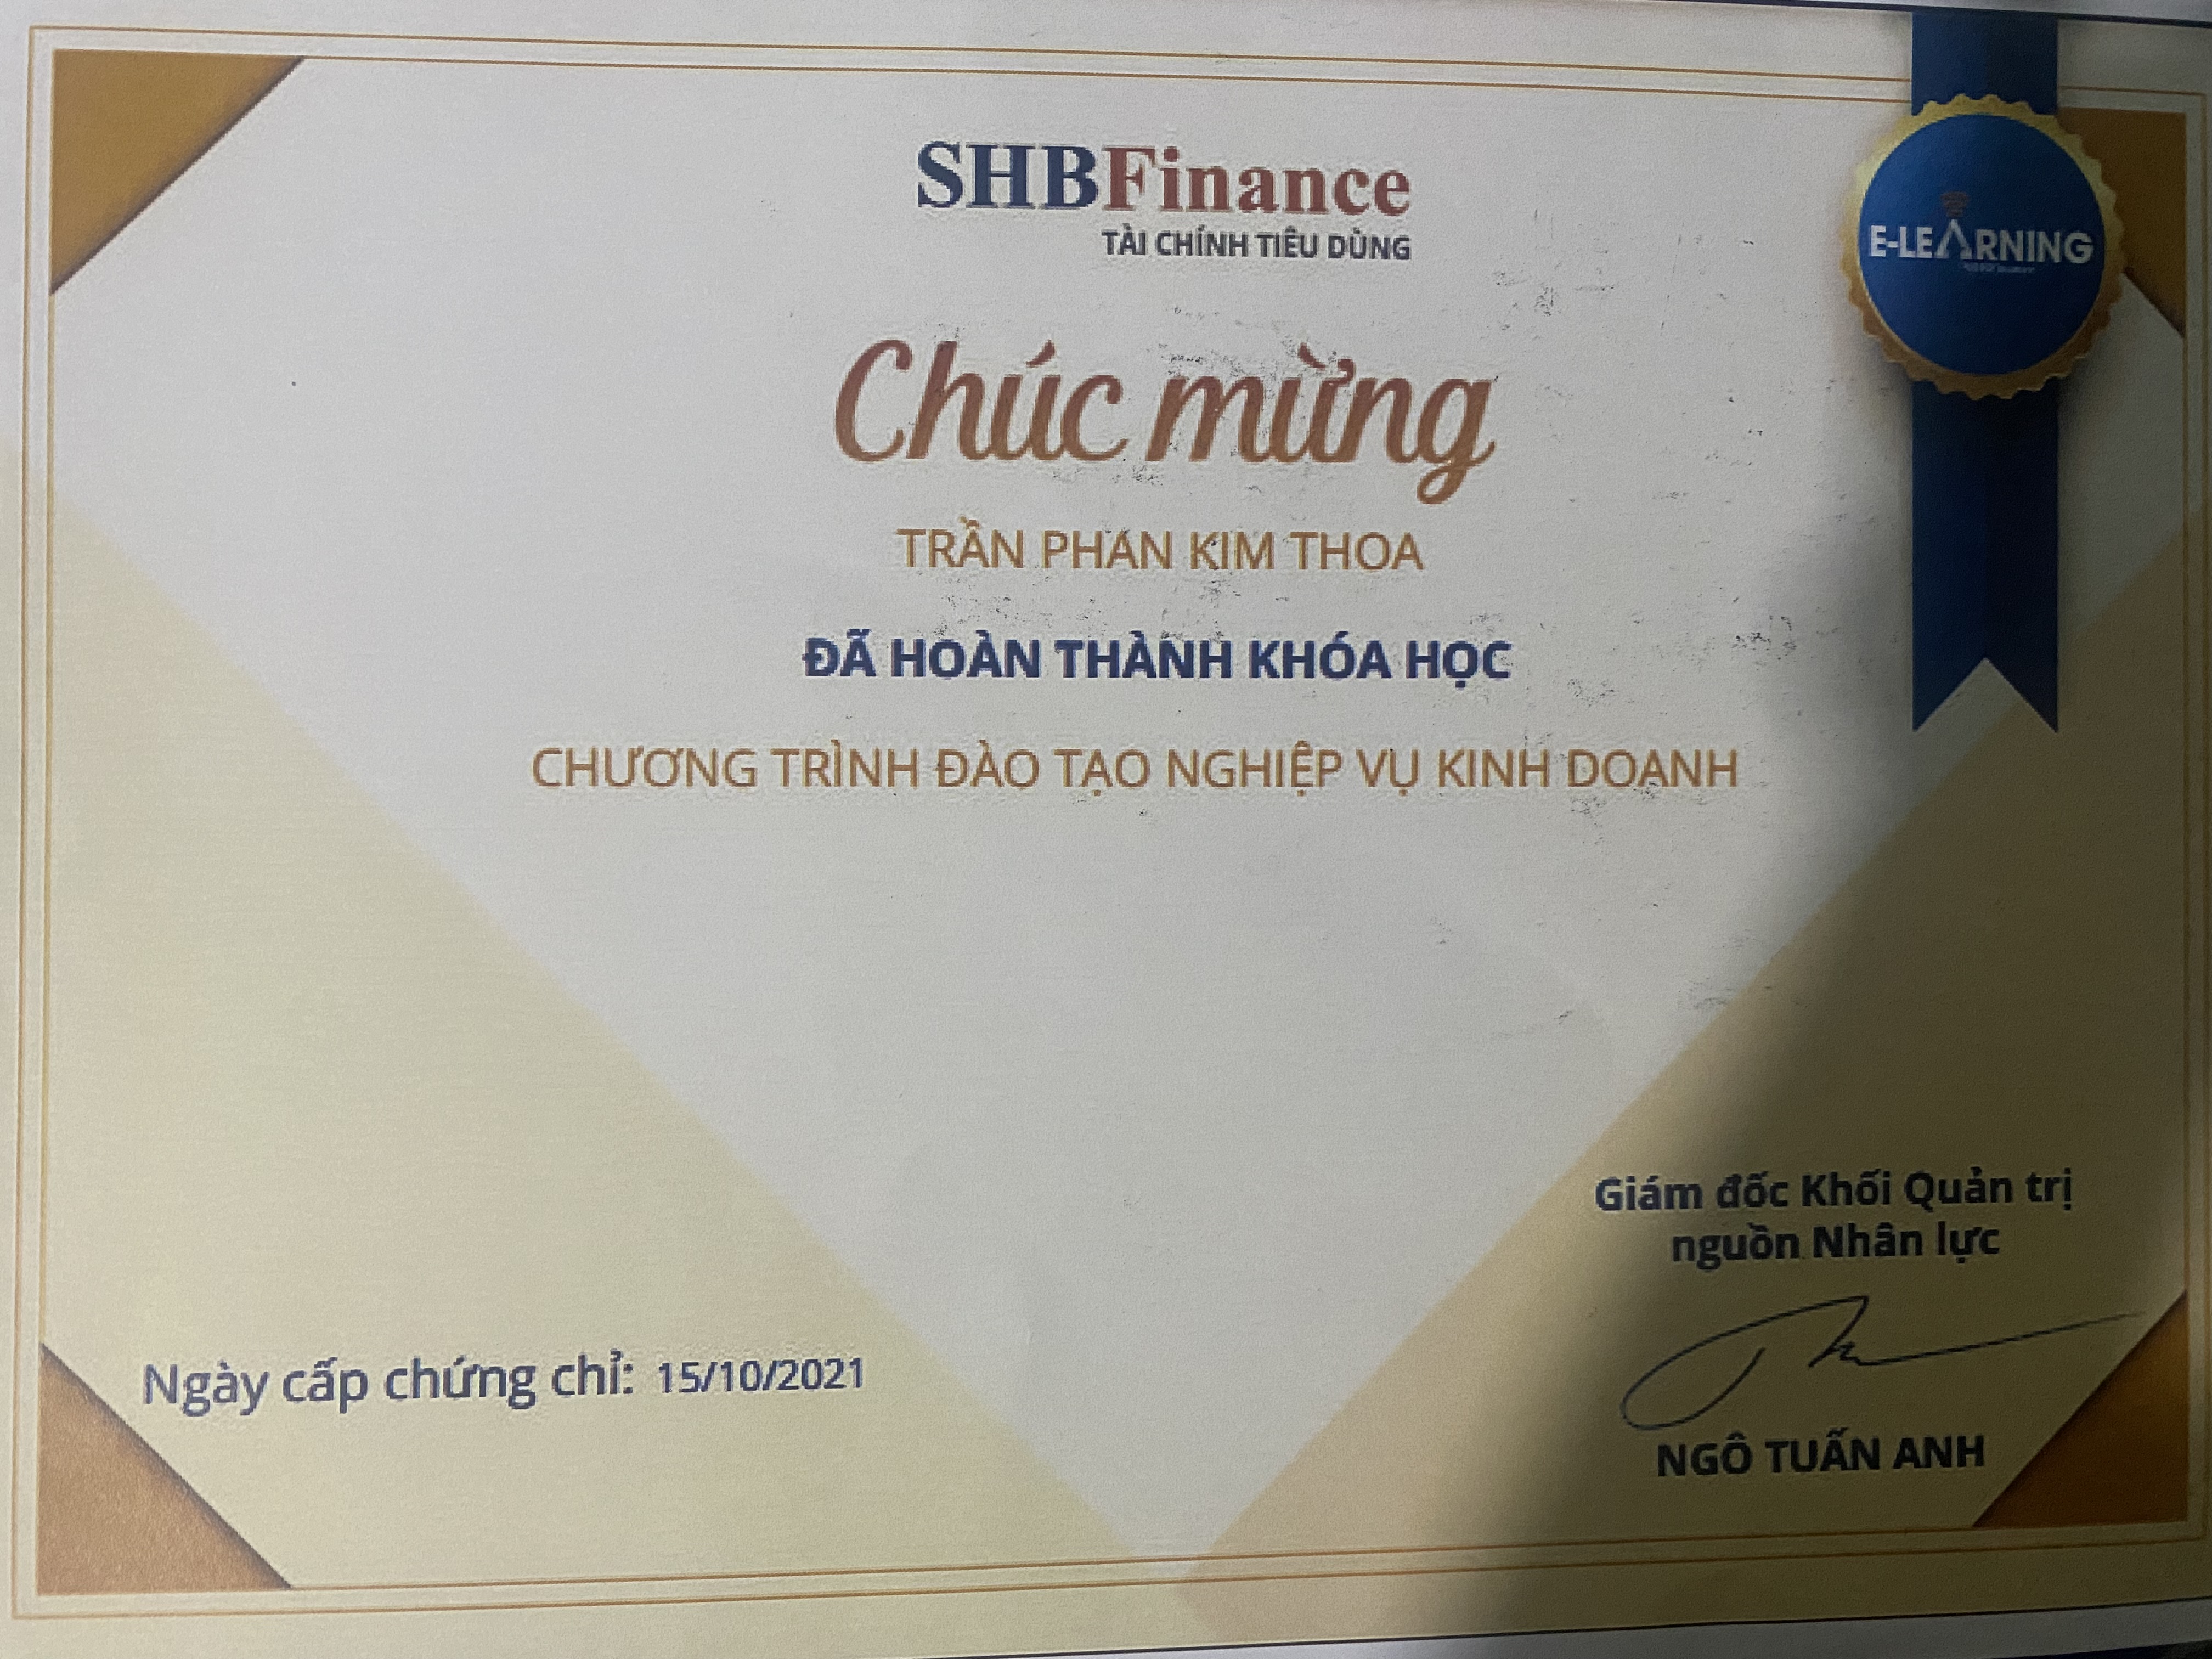 SHBFinance
TÀI CHÍNH TIÊU DÙNG
E-LEARNING
Chúc mừng
TRẦN PHAN KIM THOA
ĐÃ HOÀN THÀNH KHÓA HỌC
CHƯƠNG TRÌNH ĐÀO TẠO NGHIỆP VỤ KINH DOANH
Giám đốc Khối Quản trị
nguồn Nhân lực
Ngày cấp chứng chỉ: 15/10/2021
NGÔ TUẤN ANH